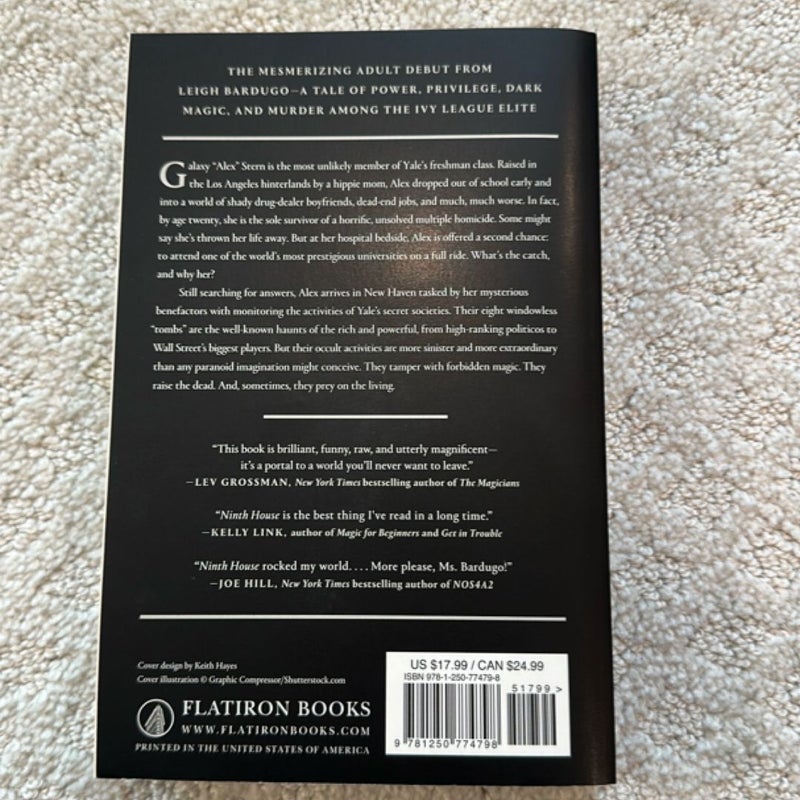 THE MESMERIZING ADULT DEBUT FROM
LEIGH BARDUGO—A TALE OF POWER, PRIVILEGE, DARK
MAGIC, AND MURDER AMONG THE IVY LEAGUE ELITE
Galaxy "Alex" Stern is the most unlikely member of Yale's freshman class. Raised in
the Los Angeles hinterlands by a hippie mom, Alex dropped out of school early and
into a world of shady drug-dealer boyfriends, dead-end jobs, and much, much worse. In fact,
by age twenty, she is the sole survivor of a horrific, unsolved multiple homicide. Some might
say she's thrown her life away. But at her hospital bedside, Alex is offered a second chance:
to attend one of the world's most prestigious universities on a full ride. What's the catch,
and why her?
Still searching for answers, Alex arrives in New Haven tasked by her mysterious
benefactors with monitoring the activities of Yale's secret societies. Their eight windowless
"tombs" are the well-known haunts of the rich and powerful, from high-ranking politicos to
Wall Street's biggest players. But their occult activities are more sinister and more extraordinary
than any paranoid imagination might conceive. They tamper with forbidden magic. They
raise the dead. And, sometimes, they prey on the living.
"This book is brilliant, funny, raw, and utterly magnificent—
it's a portal to a world you'll never want to leave."
—LEV GROSSMAN, New York Times bestselling author of The Magicians
"Ninth House is the best thing I've read in a long time."
—KELLY LINK, author of Magic for Beginners and Get in Trouble
"Ninth House rocked my world. . . . More please, Ms. Bardugo!"
—JOE HILL, New York Times bestselling author of NOS4A2
Cover design by Keith Hayes
Cover illustration © Graphic Compressor/Shutterstock.com
FLATIRON BOOKS
WWW.FLATIRONBOOKS.COM
PRINTED IN THE UNITED STATES OF AMERICA
US $17.99 / CAN $24.99
ISBN 978-1-250-77479-8
51799>
9 781250 774798